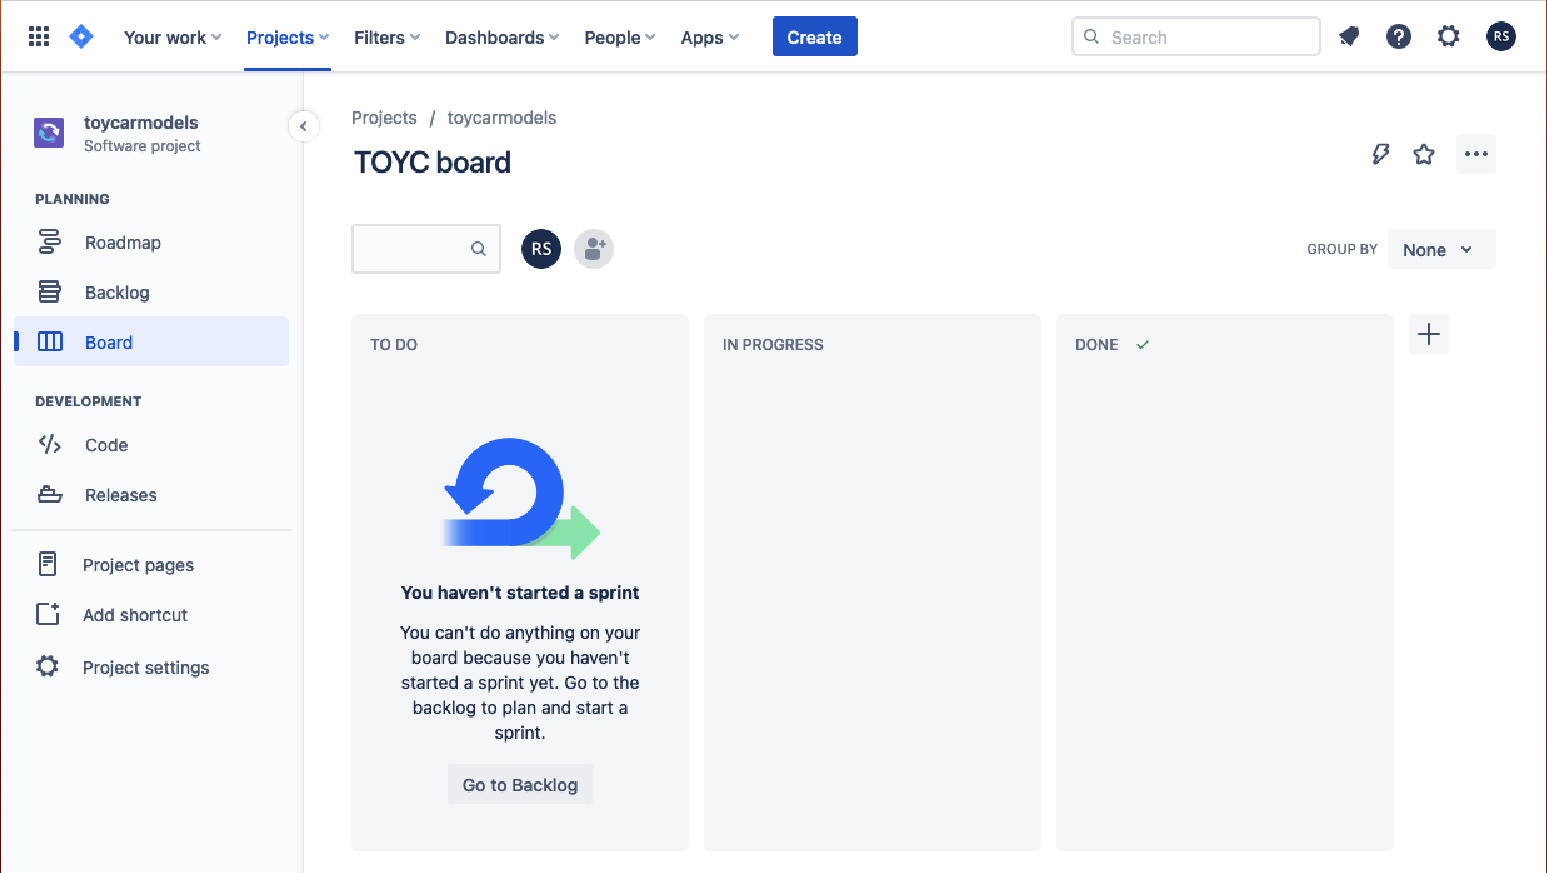 Your work
Projects
Filters
Dashboards
People
Apps
Create
Search
RS
toycarmodels
Software project
PLANNING
Roadmap
Backlog
Board
DEVELOPMENT
Code
Releases
Project pages
Add shortcut
Project settings
Projects / toycarmodels
TOYC board
RS
GROUP BY
None
TO DO
IN PROGRESS
DONE
You haven't started a sprint
You can't do anything on your
board because you haven't
started a sprint yet. Go to the
backlog to plan and start a
sprint.
Go to Backlog